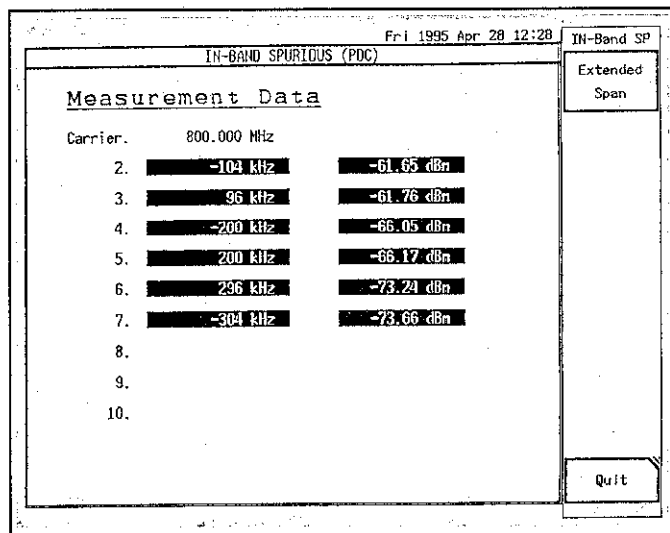 Fri 1995 Apr 28 12:28
IN-BAND SPURIOUS (PDC)
Measurement Data
Carrier. 800.000 MHz
2. -104 kHz -61.65 dBm
3. 96 kHz -61.76 dBm
4. -200 kHz -66.05 dBm
5. 200 kHz -66.17 dBm
6. 296 kHz -73.24 dBm
7. -304 kHz -73.66 dBm
8.
9.
10.
IN-Band SP
Extended
Span
Quit